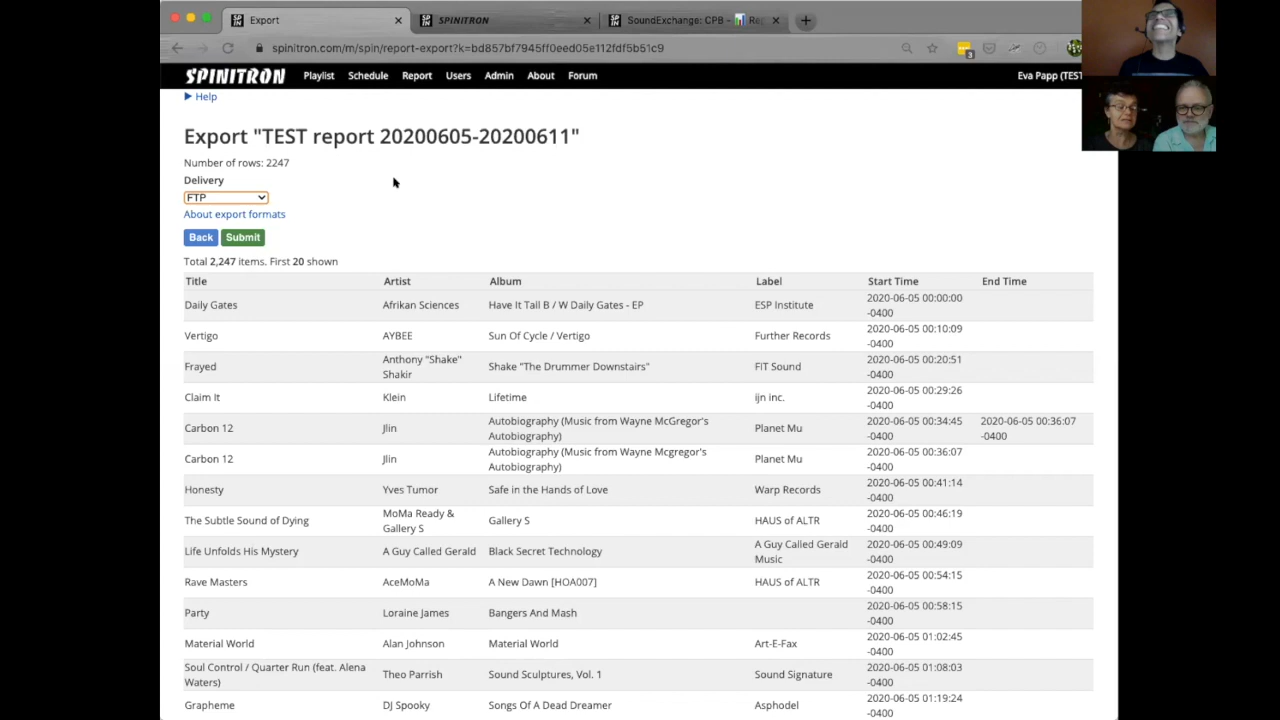 Export
SPINITRON
SoundExchange: CPB - Re
spinitron.com/m/spin/report-export?k=bd857bf7945ff0eed05e112fdf5b51c9
3
SPINITRON Playlist Schedule Report Users Admin About Forum Eva Papp (TEST
Help
Export "TEST report 20200605-20200611"
Number of rows: 2247
Delivery
FTP
About export formats
Back Submit
Total 2,247 items. First 20 shown
Title Artist Album Label Start Time End Time
Daily Gates Afrikan Sciences Have It Tall B / W Daily Gates - EP ESP Institute 2020-06-05 00:00:00
-0400
Vertigo AYBEE Sun Of Cycle / Vertigo Further Records 2020-06-05 00:10:09
-0400
Frayed Anthony "Shake" Shake "The Drummer Downstairs" FIT Sound 2020-06-05 00:20:51
Shakir -0400
Claim It Klein Lifetime ijn inc. 2020-06-05 00:29:26
-0400
Carbon 12 Jlin Autobiography (Music from Wayne McGregor's Planet Mu 2020-06-05 00:34:45 2020-06-05 00:36:07
Autobiography) -0400 -0400
Carbon 12 Jlin Autobiography (Music from Wayne Mcgregor's Planet Mu 2020-06-05 00:36:07
Autobiography) -0400
Honesty Yves Tumor Safe in the Hands of Love Warp Records 2020-06-05 00:41:14
-0400
The Subtle Sound of Dying MoMa Ready & Gallery S HAUS of ALTR 2020-06-05 00:46:19
Gallery S -0400
Life Unfolds His Mystery A Guy Called Gerald Black Secret Technology A Guy Called Gerald 2020-06-05 00:49:09
Music -0400
Rave Masters AceMoMa A New Dawn [HOA007] HAUS of ALTR 2020-06-05 00:54:15
-0400
Party Loraine James Bangers And Mash 2020-06-05 00:58:15
-0400
Material World Alan Johnson Material World Art-E-Fax 2020-06-05 01:02:45
-0400
Soul Control / Quarter Run (feat. Alena Theo Parrish Sound Sculptures, Vol. 1 Sound Signature 2020-06-05 01:08:03
Waters) -0400
Grapheme DJ Spooky Songs Of A Dead Dreamer Asphodel 2020-06-05 01:19:24
-0400